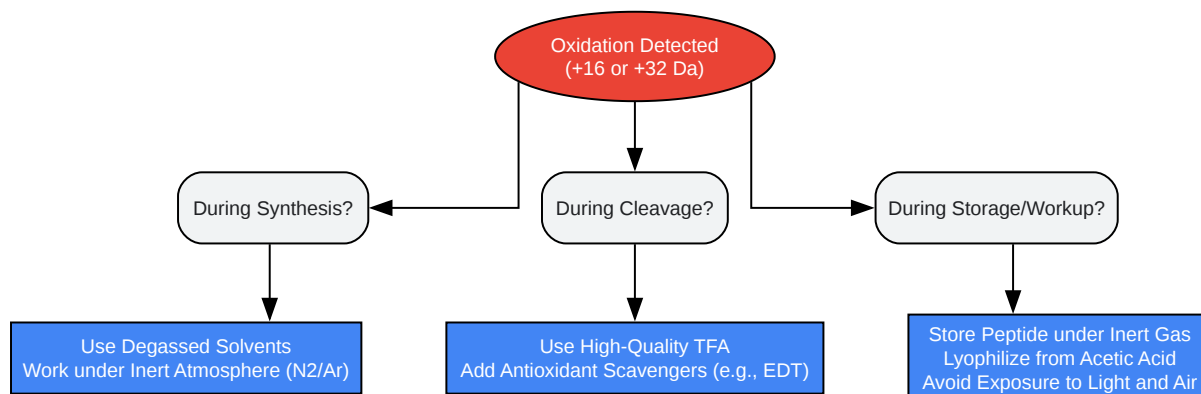 Oxidation Detected
(+16 or +32 Da)
During Synthesis?
During Cleavage?
During Storage/Workup?
Use Degassed Solvents
Work under Inert Atmosphere (N2/Ar)
Use High-Quality TFA
Add Antioxidant Scavengers (e.g., EDT)
Store Peptide under Inert Gas
Lyophilize from Acetic Acid
Avoid Exposure to Light and Air